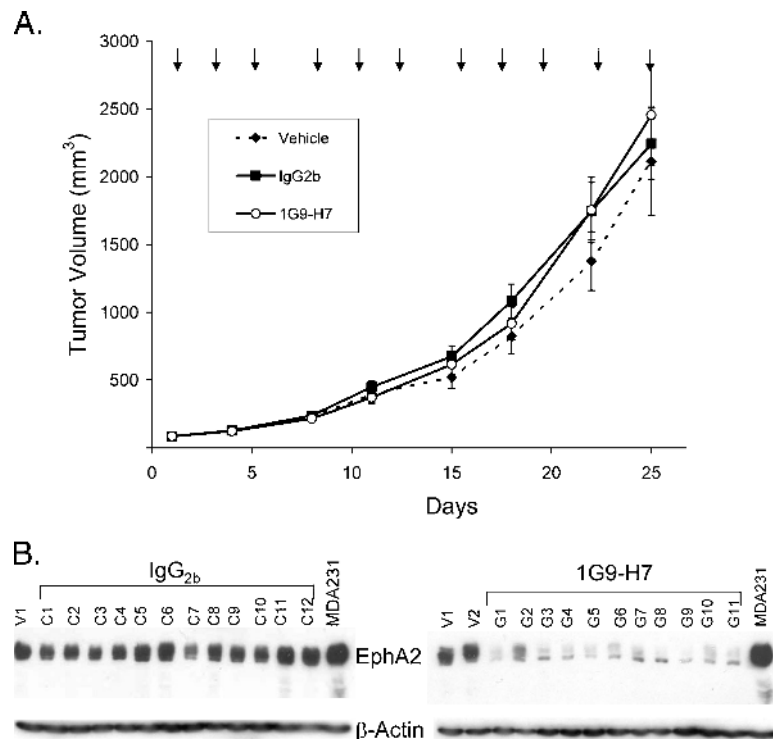 A.
3000
2500
2000
1500
1000
500
Tumor Volume (mm³)
Vehicle
IgG2b
1G9-H7
0 5 10 15 20 25
Days
B.
IgG₂b
V1 C1 C2 C3 C4 C5 C6 C7 C8 C9 C10 C11 C12 MDA231
1G9-H7
V1 V2 G1 G2 G3 G4 G5 G6 G7 G8 G9 G10 G11 MDA231
EphA2
β-Actin